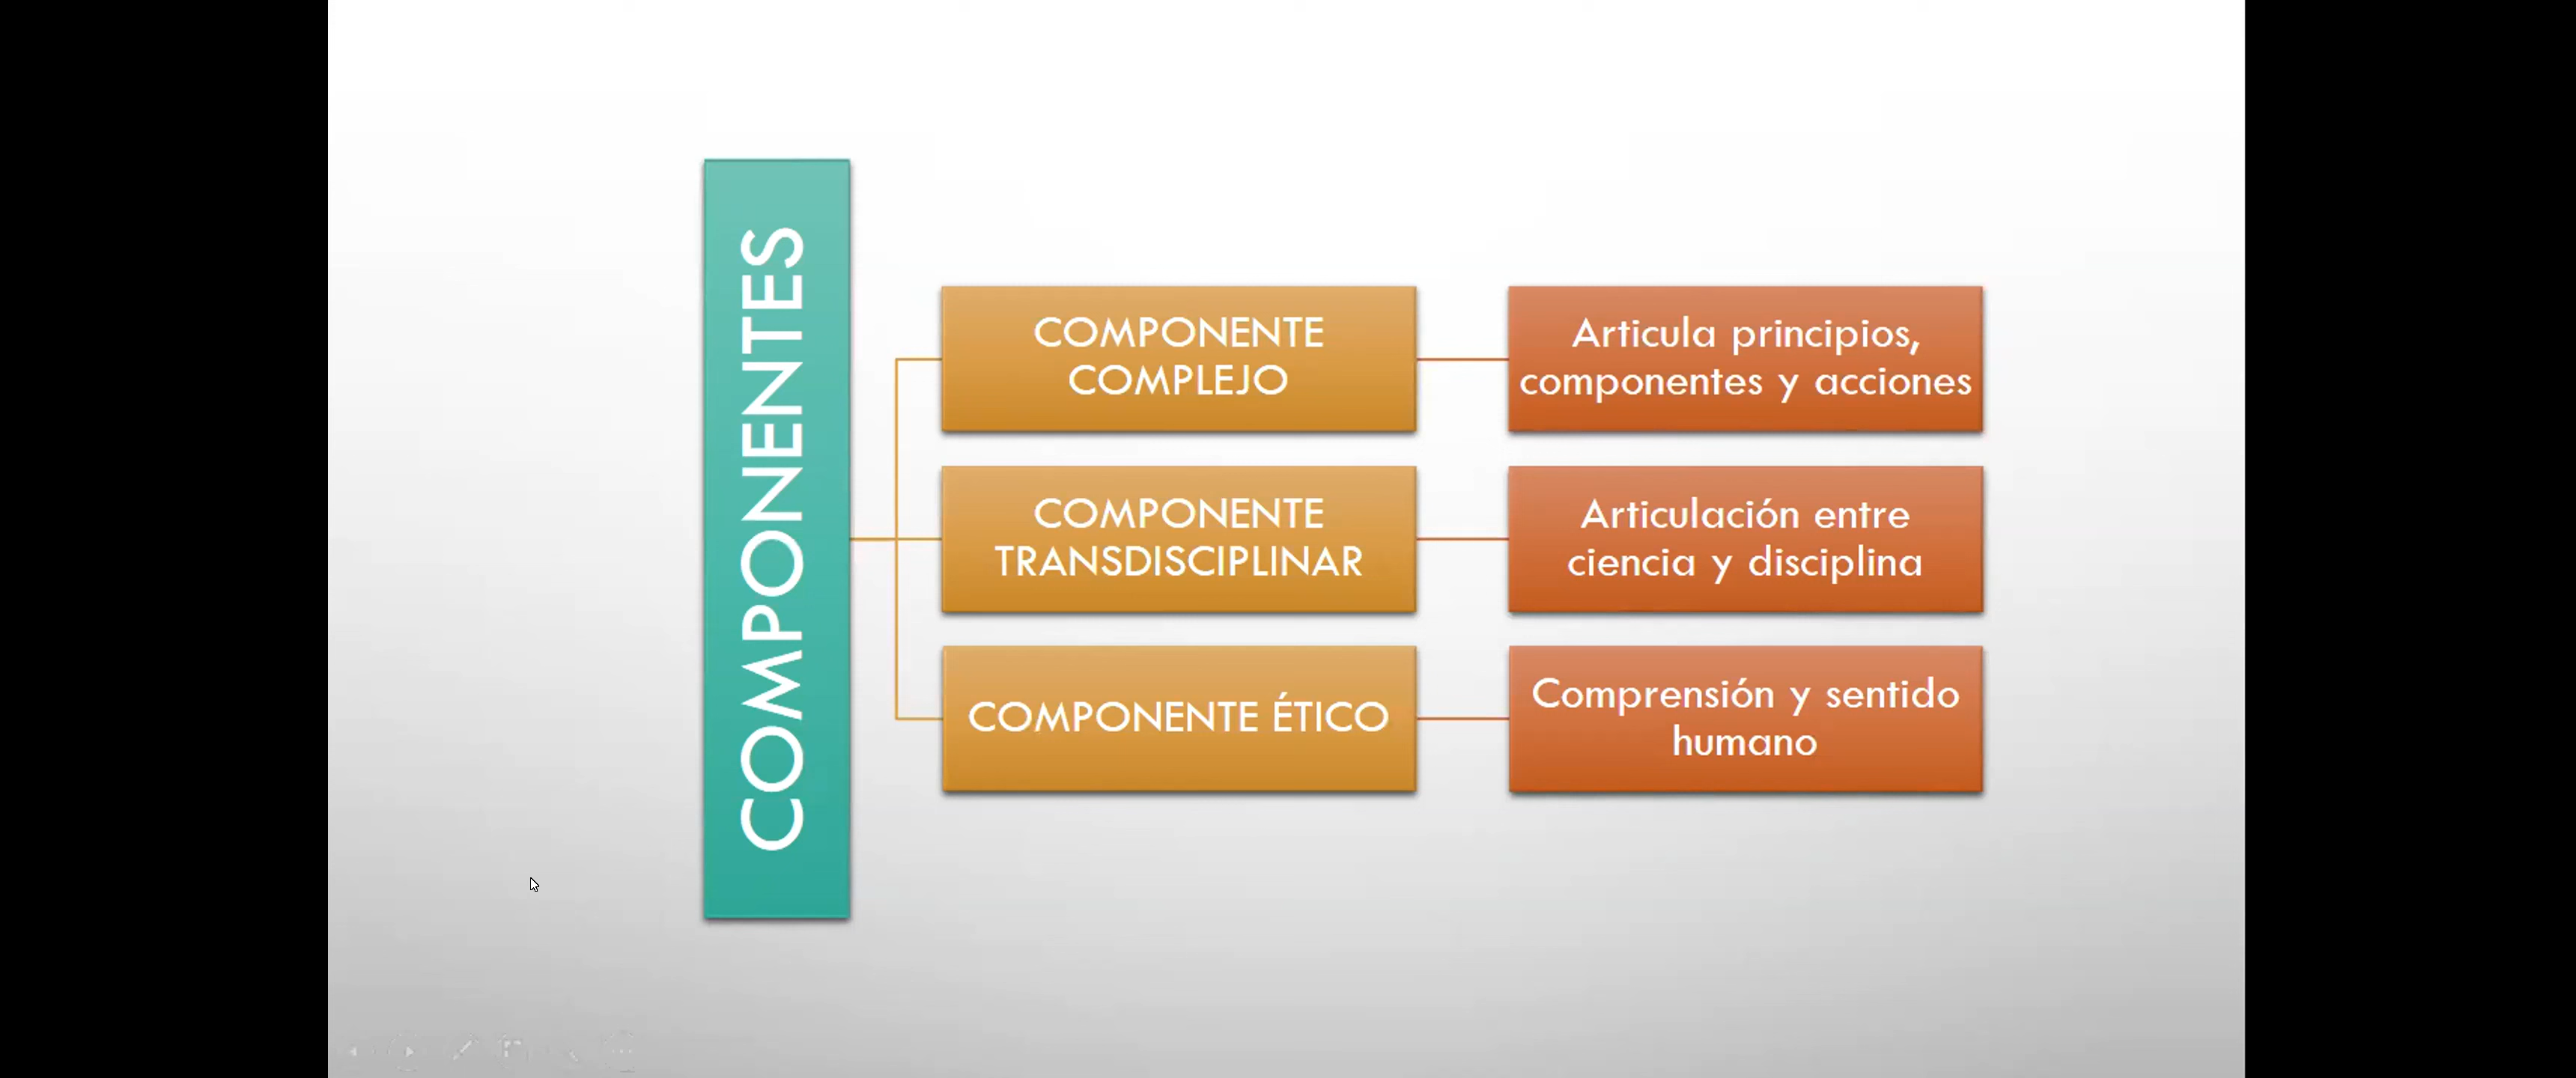 COMPONENTES
COMPONENTE
COMPLEJO
Articula principios,
componentes y acciones
COMPONENTE
TRANSDISCIPLINAR
Articulación entre
ciencia y disciplina
COMPONENTE ÉTICO
Comprensión y sentido
humano